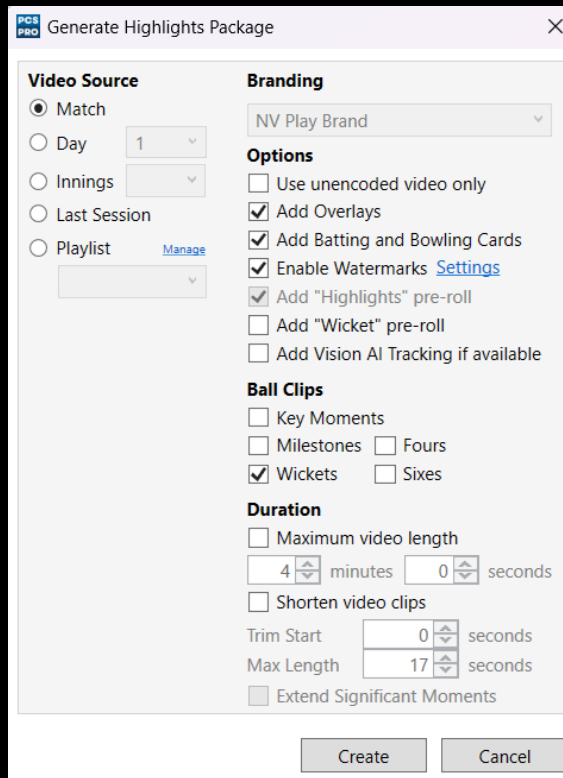 PCS PRO Generate Highlights Package
Video Source
Match
Day 1
Innings
Last Session
Playlist Manage
Branding
NV Play Brand
Options
Use unencoded video only
Add Overlays
Add Batting and Bowling Cards
Enable Watermarks Settings
Add "Highlights" pre-roll
Add "Wicket" pre-roll
Add Vision AI Tracking if available
Ball Clips
Key Moments
Milestones Fours
Wickets Sixes
Duration
Maximum video length
4 minutes 0 seconds
Shorten video clips
Trim Start 0 seconds
Max Length 17 seconds
Extend Significant Moments
Create Cancel